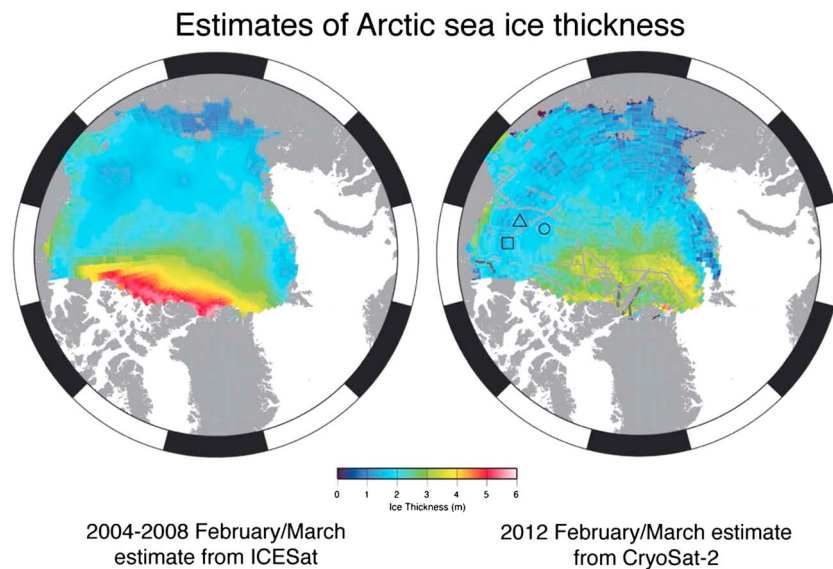 Estimates of Arctic sea ice thickness
0 1 2 3 4 5 6
Ice Thickness (m)
2004-2008 February/March
estimate from ICESat
2012 February/March estimate
from CryoSat-2